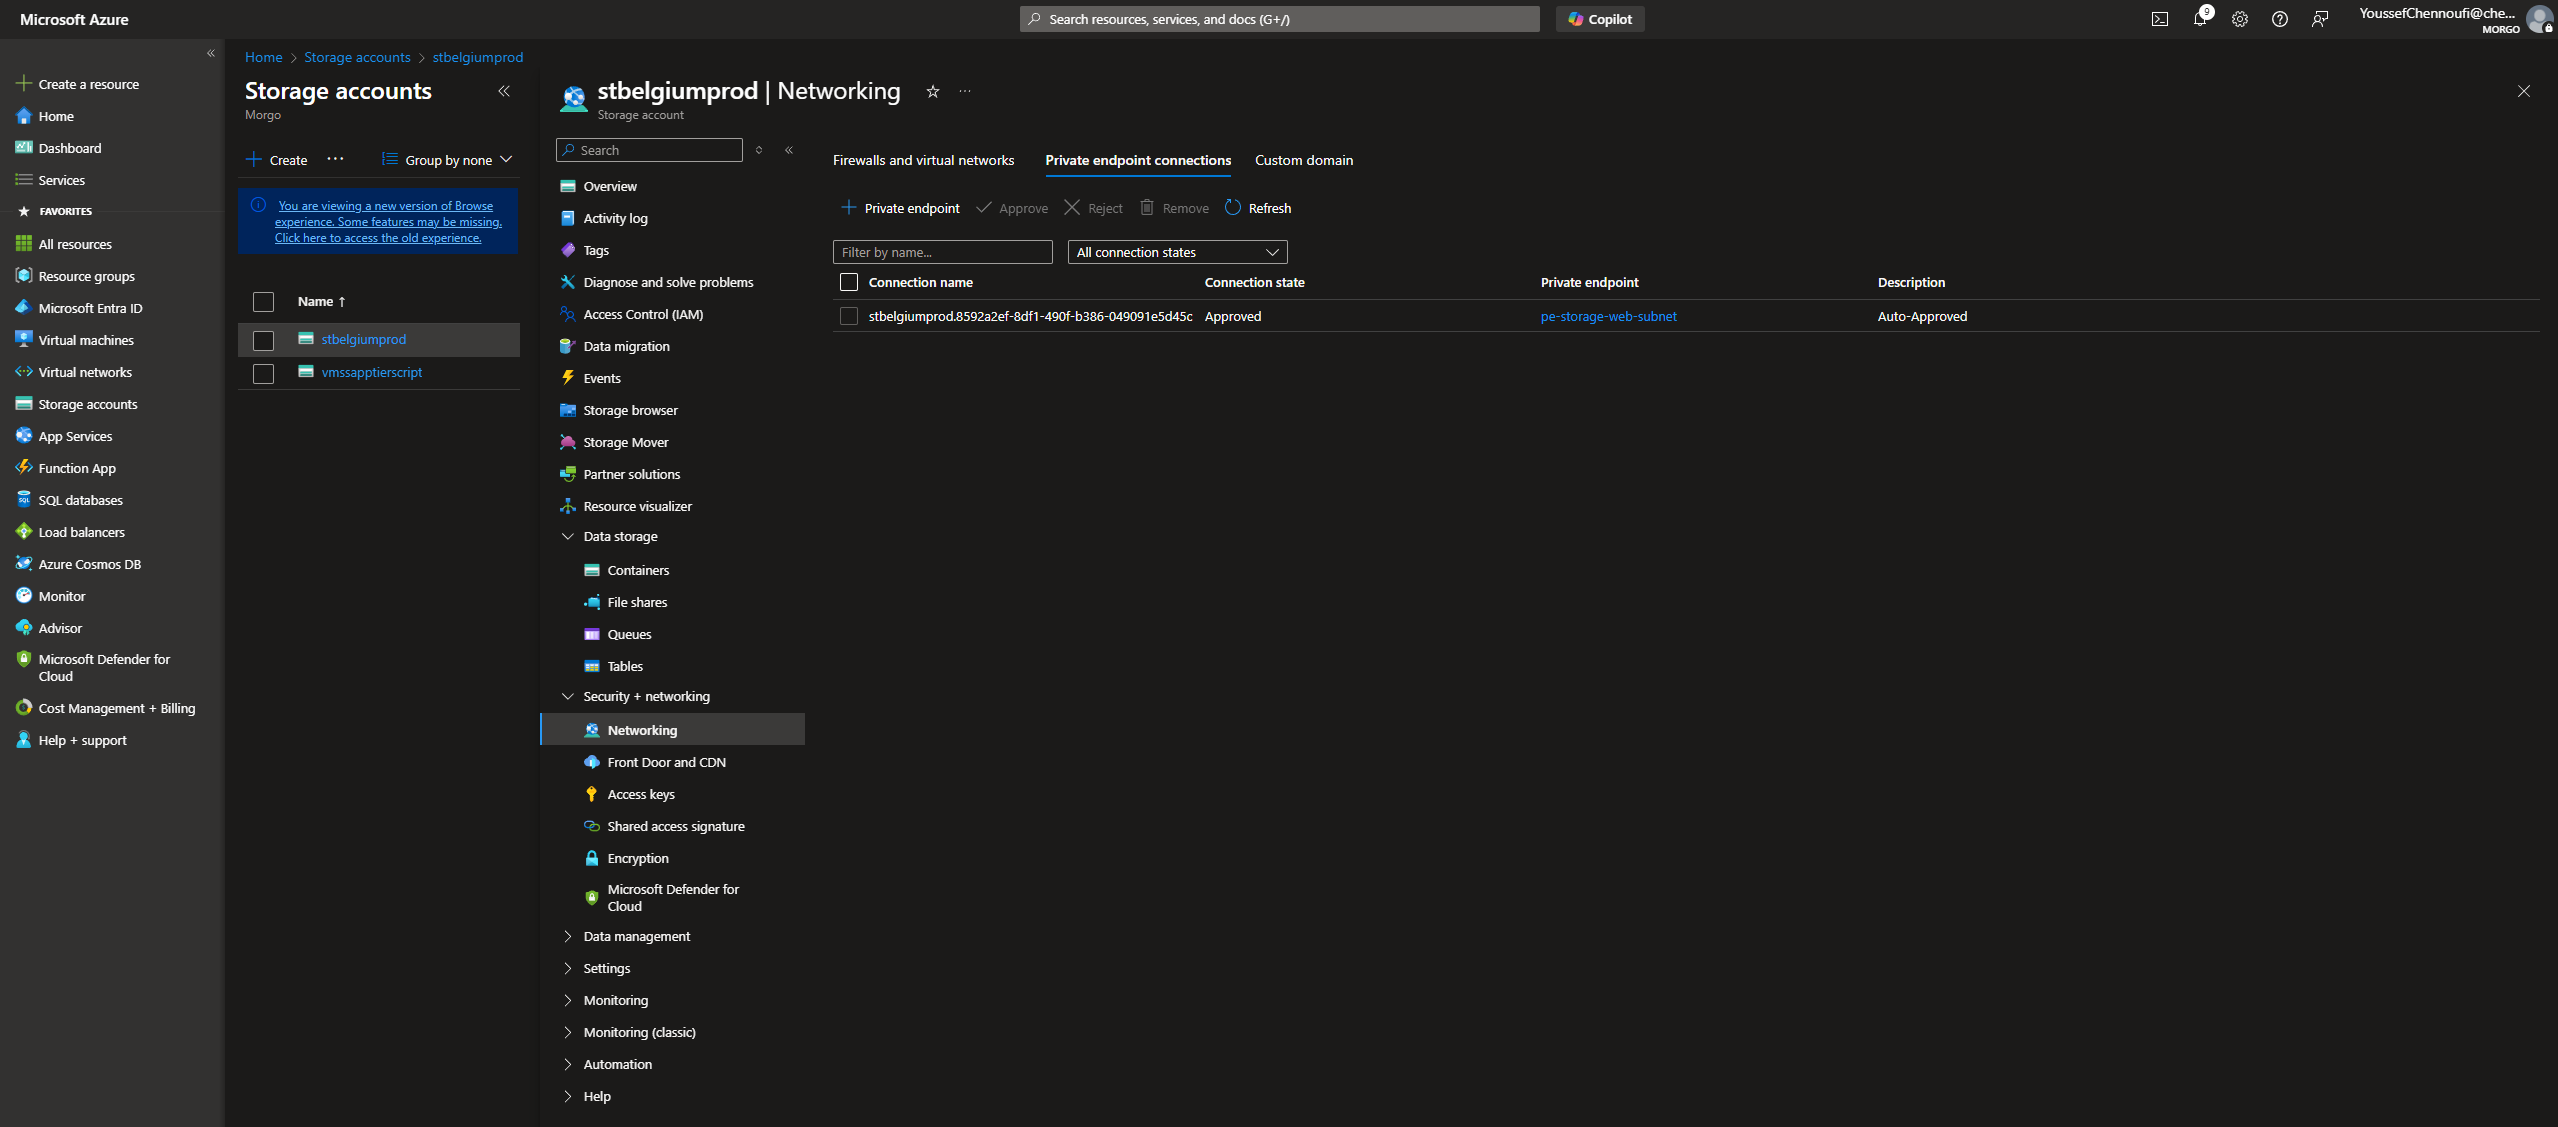 Microsoft Azure
Search resources, services, and docs (G+/)
Copilot
9
YoussefChennoufi@che...
MORGO
Create a resource
Home
Dashboard
Services
FAVORITES
All resources
Resource groups
Microsoft Entra ID
Virtual machines
Virtual networks
Storage accounts
App Services
Function App
SQL databases
Load balancers
Azure Cosmos DB
Monitor
Advisor
Microsoft Defender for
Cloud
Cost Management + Billing
Help + support
Home > Storage accounts > stbelgiumprod
Storage accounts
Morgo
Create
Group by none
You are viewing a new version of Browse
experience. Some features may be missing.
Click here to access the old experience.
Name ↑
stbelgiumprod
vmssapptierscript
stbelgiumprod | Networking
Storage account
Search
Overview
Activity log
Tags
Diagnose and solve problems
Access Control (IAM)
Data migration
Events
Storage browser
Storage Mover
Partner solutions
Resource visualizer
Data storage
Containers
File shares
Queues
Tables
Security + networking
Networking
Front Door and CDN
Access keys
Shared access signature
Encryption
Microsoft Defender for
Cloud
Data management
Settings
Monitoring
Monitoring (classic)
Automation
Help
Firewalls and virtual networks Private endpoint connections Custom domain
Private endpoint Approve Reject Remove Refresh
Filter by name...
All connection states
Connection name Connection state Private endpoint Description
stbelgiumprod.8592a2ef-8df1-490f-b386-049091e5d45c Approved pe-storage-web-subnet Auto-Approved